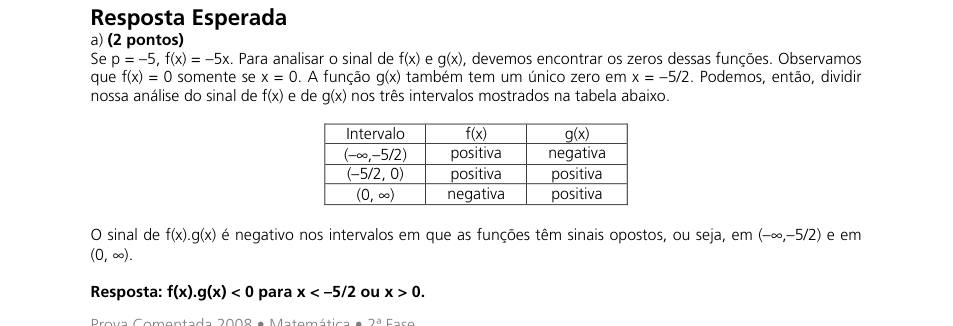 Resposta Esperada
a) (2 pontos)
Se p = –5, f(x) = –5x. Para analisar o sinal de f(x) e g(x), devemos encontrar os zeros dessas funções. Observamos
que f(x) = 0 somente se x = 0. A função g(x) também tem um único zero em x = –5/2. Podemos, então, dividir
nossa análise do sinal de f(x) e de g(x) nos três intervalos mostrados na tabela abaixo.
Intervalo f(x) g(x)
(–∞,–5/2) positiva negativa
(–5/2, 0) positiva positiva
(0, ∞) negativa positiva
O sinal de f(x).g(x) é negativo nos intervalos em que as funções têm sinais opostos, ou seja, em (–∞,–5/2) e em
(0, ∞).
Resposta: f(x).g(x) < 0 para x < –5/2 ou x > 0.
Prova Comentada 2008 • Matemática • 2ª Fase